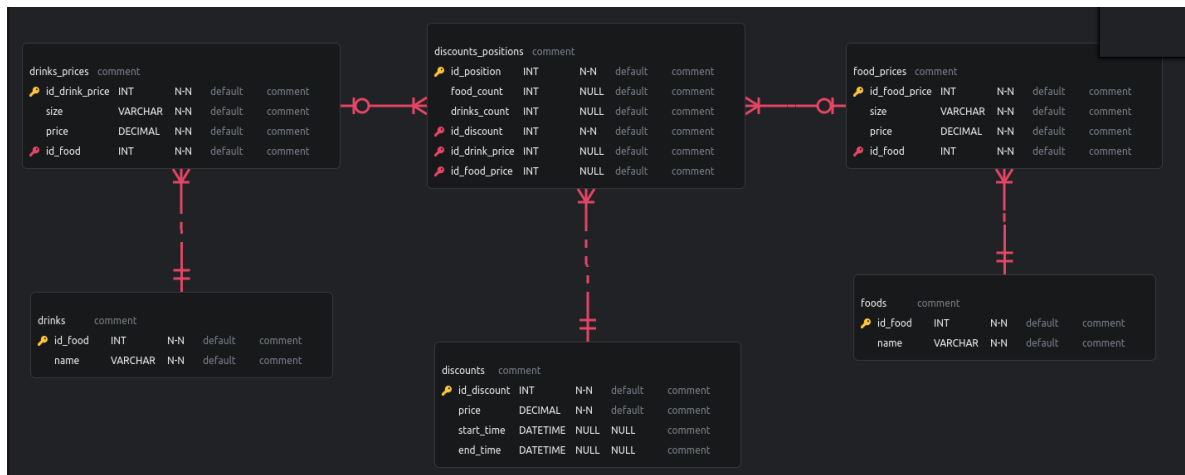 drinks_prices comment
id_drink_price INT N-N default comment
size VARCHAR N-N default comment
price DECIMAL N-N default comment
id_food INT N-N default comment
discounts_positions comment
id_position INT N-N default comment
food_count INT NULL default comment
drinks_count INT NULL default comment
id_discount INT N-N default comment
id_drink_price INT NULL default comment
id_food_price INT NULL default comment
food_prices comment
id_food_price INT N-N default comment
size VARCHAR N-N default comment
price DECIMAL N-N default comment
id_food INT N-N default comment
drinks comment
id_food INT N-N default comment
name VARCHAR N-N default comment
discounts comment
id_discount INT N-N default comment
price DECIMAL N-N default comment
start_time DATETIME NULL NULL comment
end_time DATETIME NULL NULL comment
foods comment
id_food INT N-N default comment
name VARCHAR N-N default comment